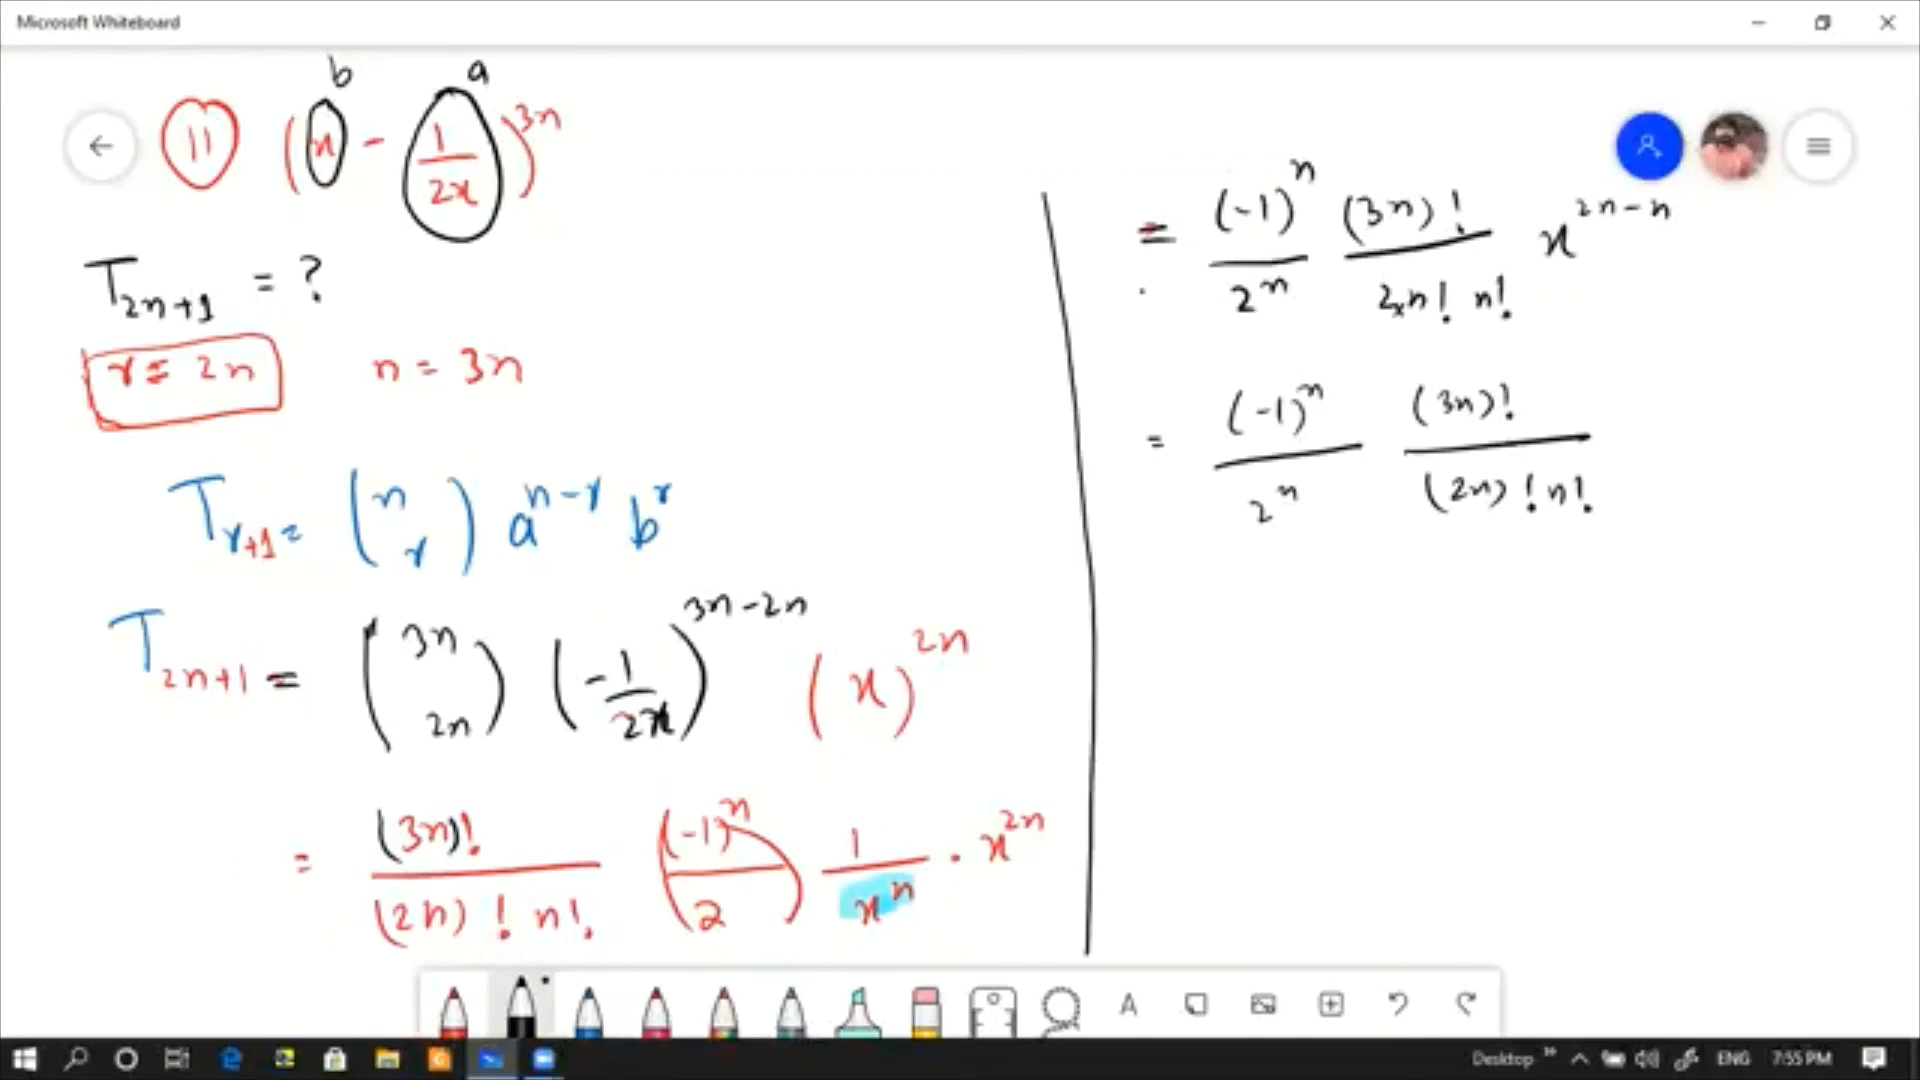 Microsoft Whiteboard
b a
11 (x - 1/2x)^3n
T_2n+1 = ?
r = 2n n = 3n
T_r+1 = (n r) a^n-r b^r
T_2n+1 = (3n 2n) (-1/2x)^3n-2n (x)^2n
= (3n)!/(2n)! n! ((-1)^n/2) 1/x^n . x^2n
= (-1)^n/2^n (3n)!/2n! n! x^2n-n
= (-1)^n/2^n (3n)!/(2n)! n!
Desktop ENG 7:55 PM